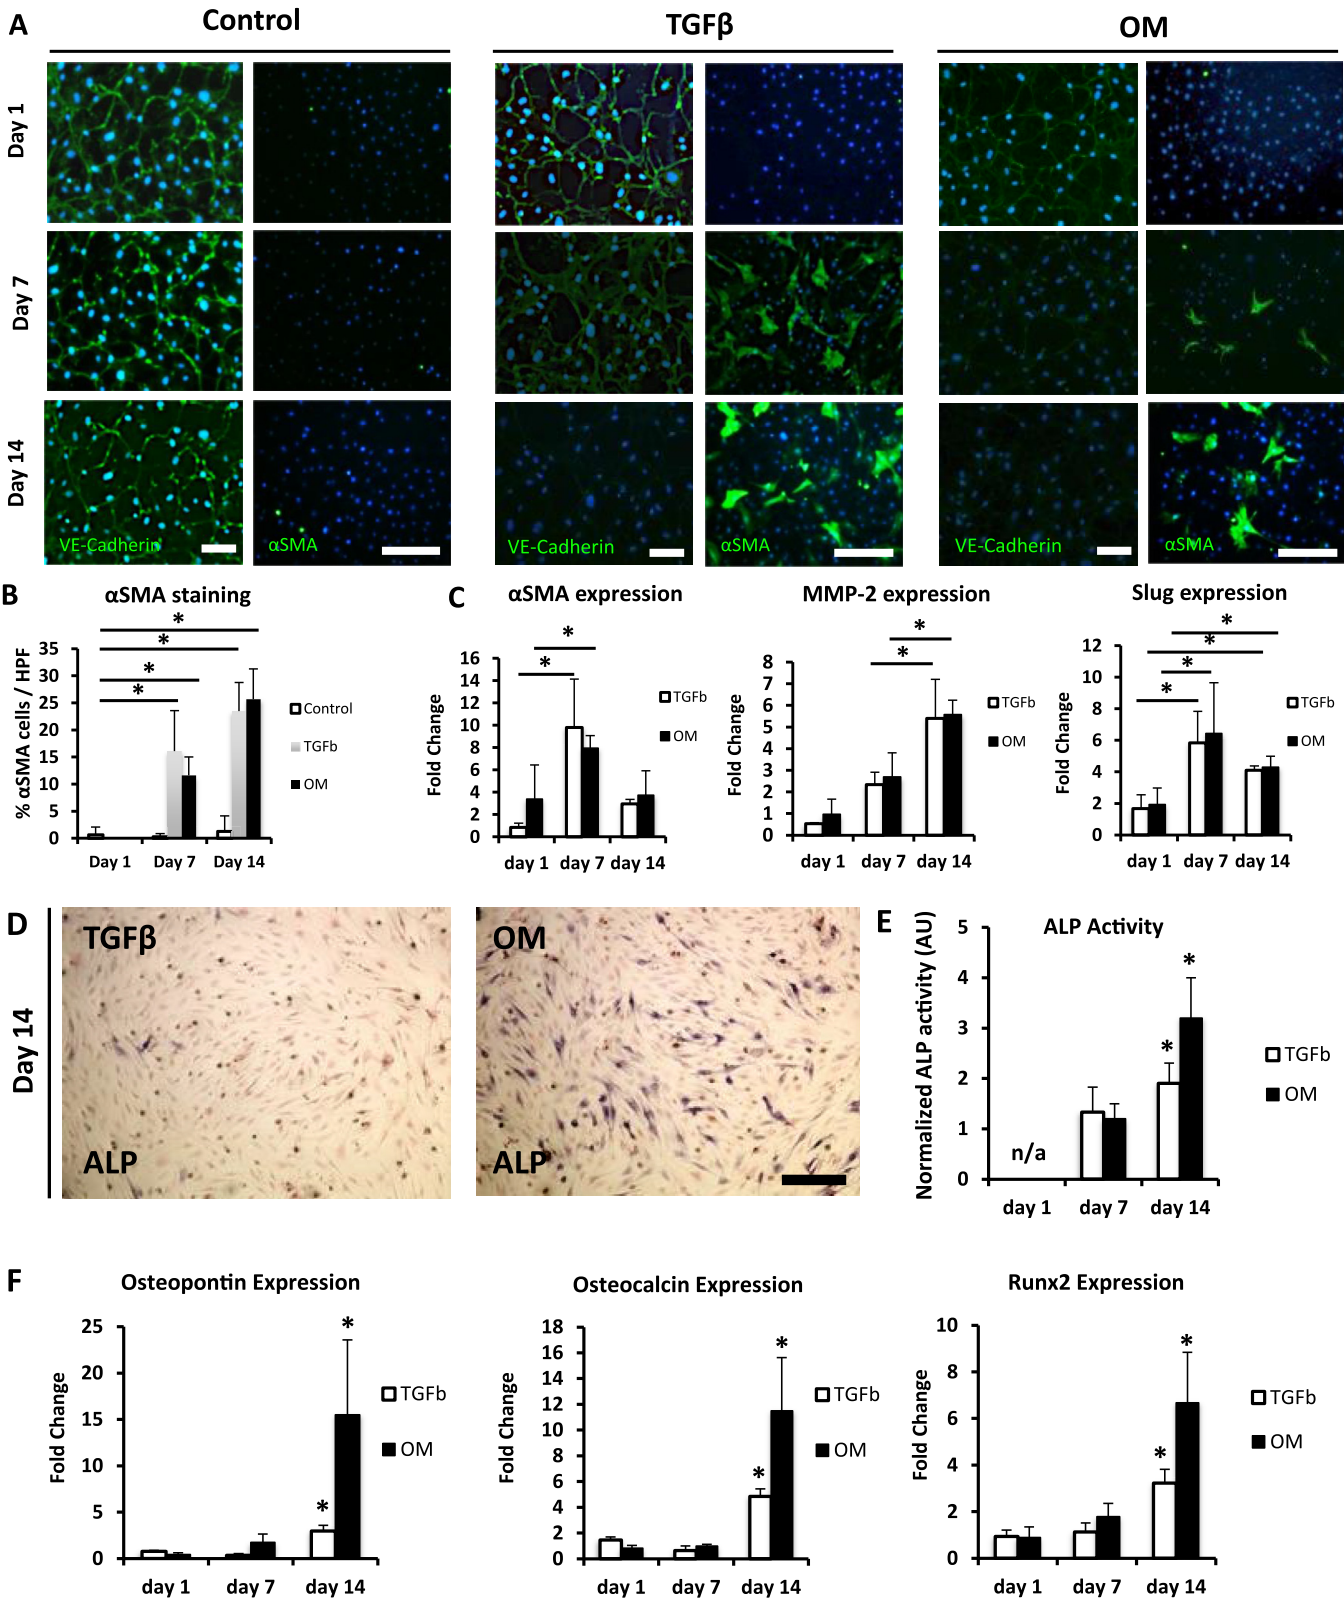 A
Control
TGFβ
OM
Day 1
Day 7
Day 14
VE-Cadherin
αSMA
VE-Cadherin
αSMA
VE-Cadherin
αSMA
B
αSMA staining
% αSMA cells / HPF
35
30
25
20
15
10
5
0
* * * *
Day 1 Day 7 Day 14
Control
TGFb
OM
C
αSMA expression
Fold Change
16
14
12
10
8
6
4
2
0
* *
day 1 day 7 day 14
TGFb
OM
MMP-2 expression
Fold Change
8
7
6
5
4
3
2
1
0
* *
day 1 day 7 day 14
TGFb
OM
Slug expression
Fold Change
12
10
8
6
4
2
0
* * * *
day 1 day 7 day 14
TGFb
OM
D
Day 14
TGFβ
ALP
OM
ALP
E
ALP Activity
Normalized ALP activity (AU)
5
4
3
2
1
0
n/a
* *
day 1 day 7 day 14
TGFb
OM
F
Osteopontin Expression
Fold Change
25
20
15
10
5
0
* *
day 1 day 7 day 14
TGFb
OM
Osteocalcin Expression
Fold Change
18
16
14
12
10
8
6
4
2
0
* *
day 1 day 7 day 14
TGFb
OM
Runx2 Expression
Fold Change
10
8
6
4
2
0
* *
day 1 day 7 day 14
TGFb
OM